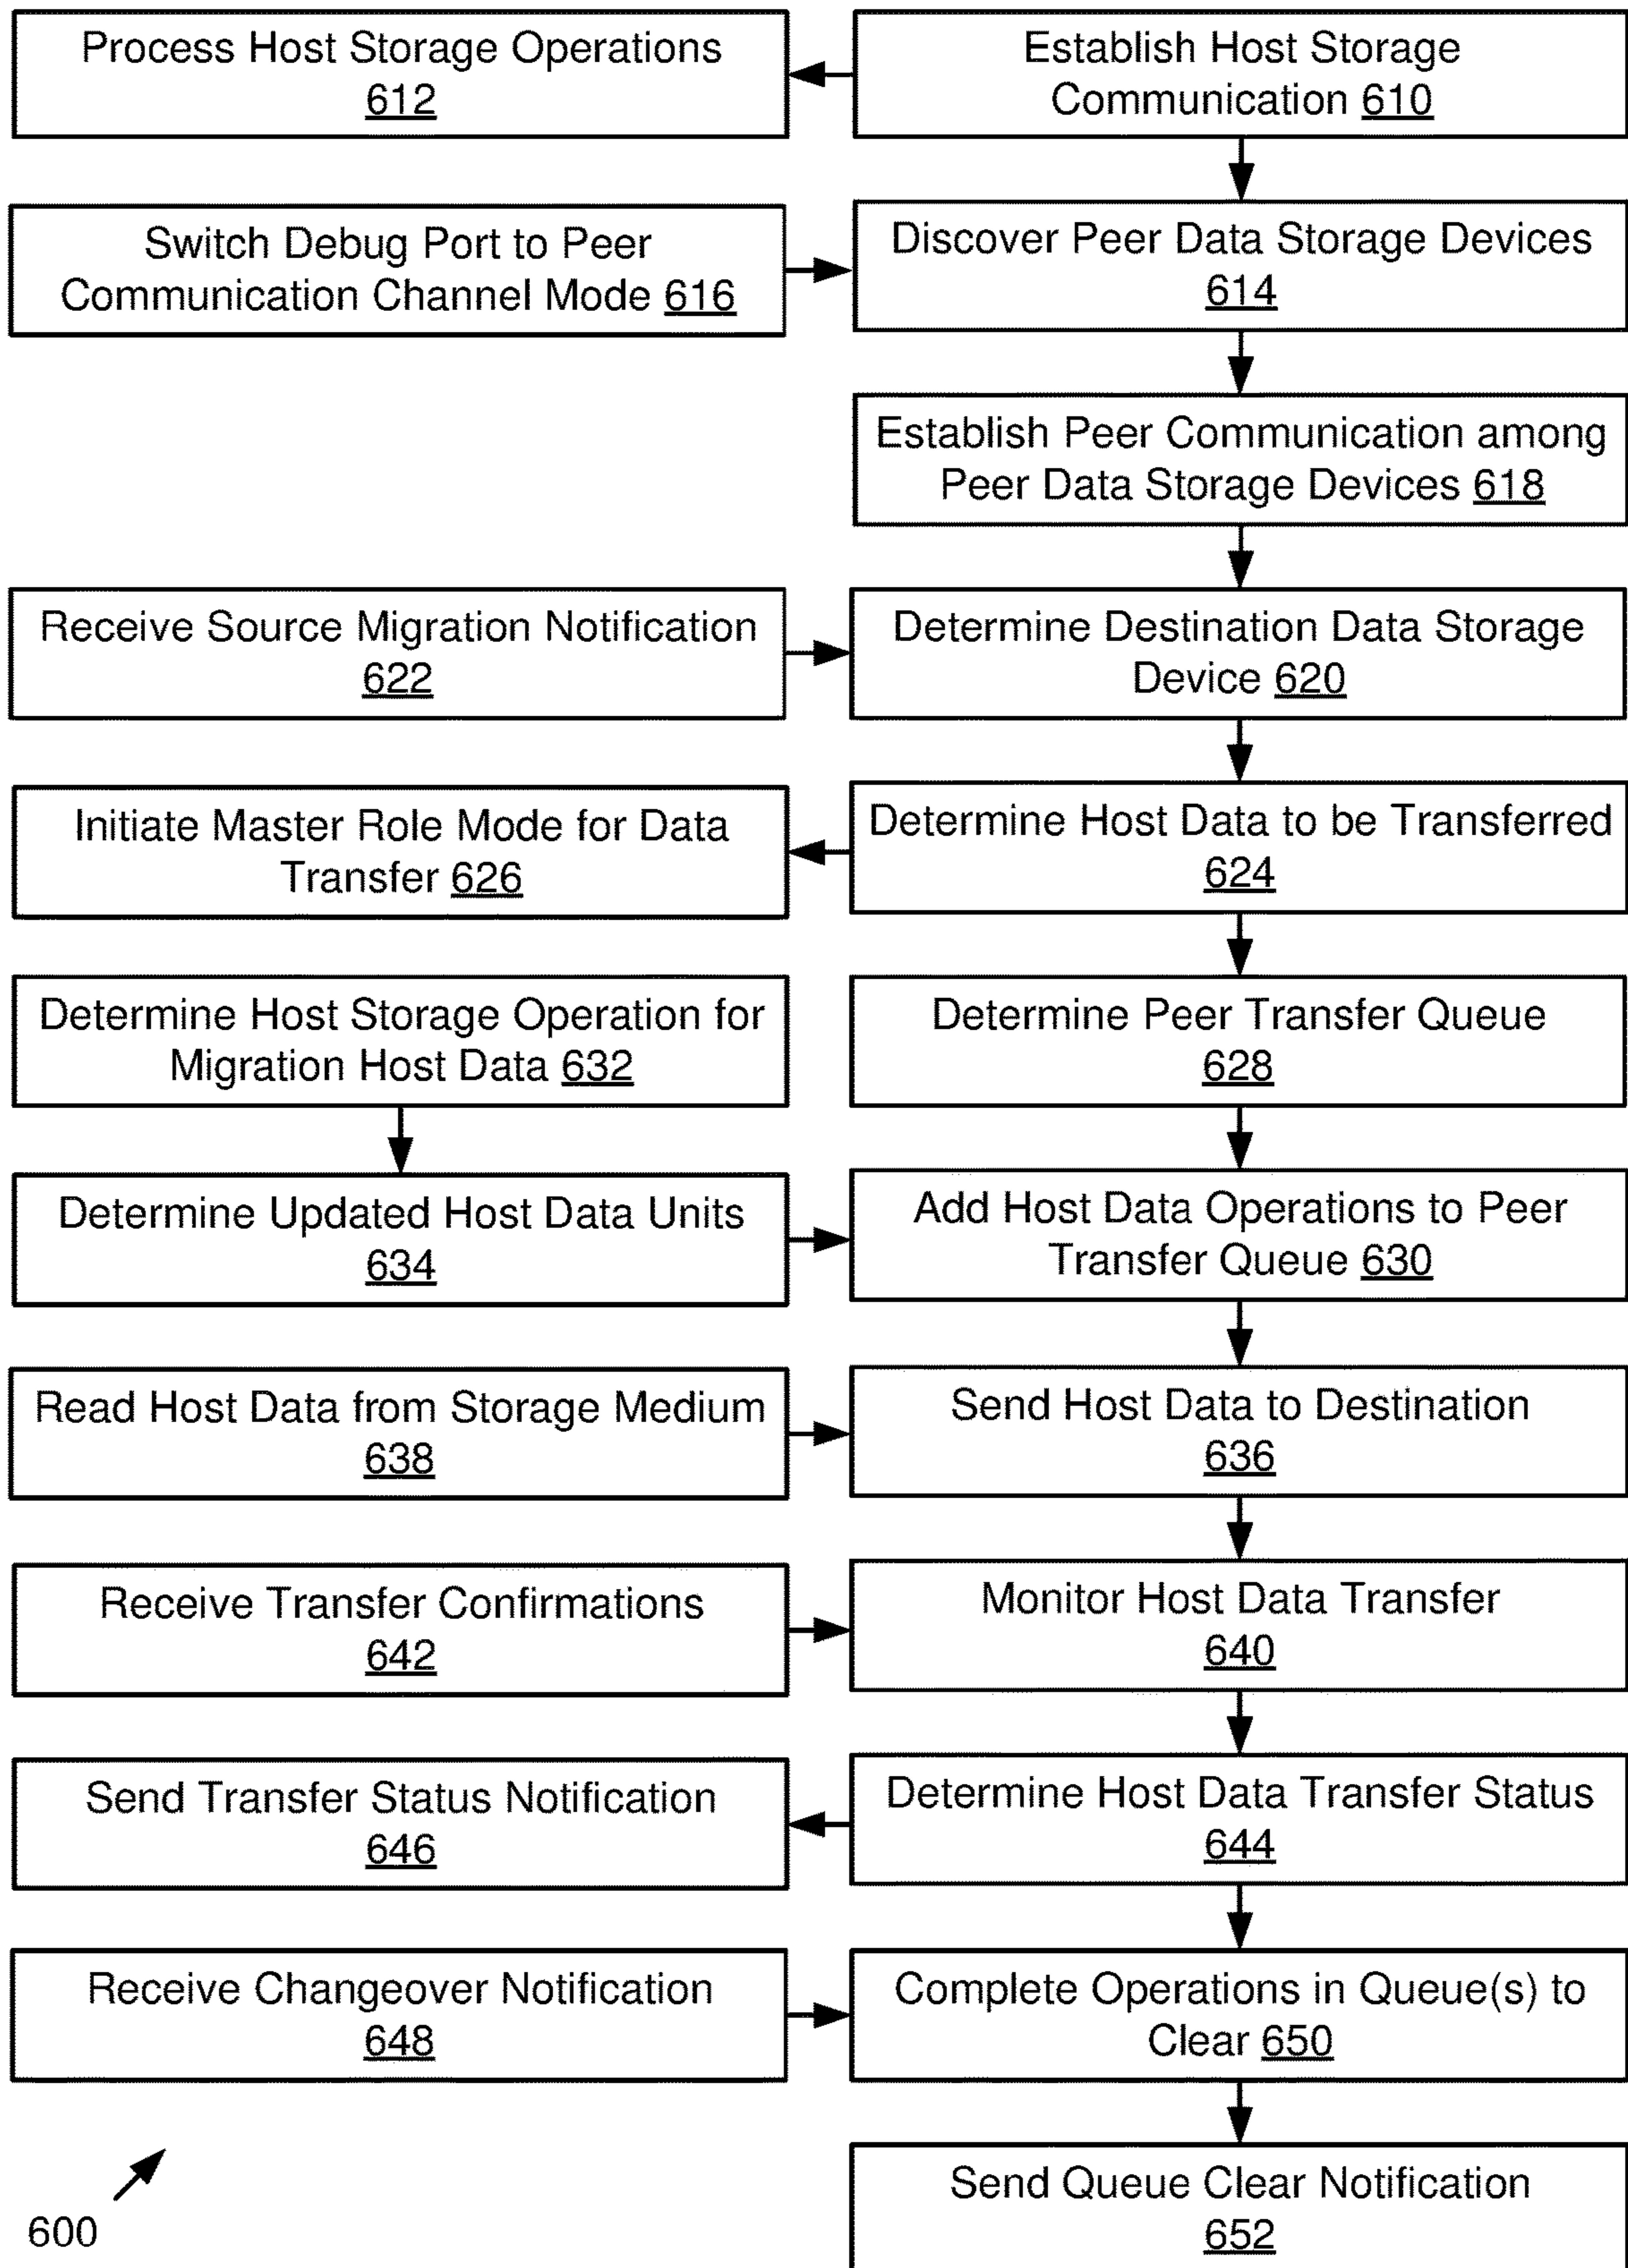 Process Host Storage Operations
612
Establish Host Storage
Communication 610
Switch Debug Port to Peer
Communication Channel Mode 616
Discover Peer Data Storage Devices
614
Establish Peer Communication among
Peer Data Storage Devices 618
Receive Source Migration Notification
622
Determine Destination Data Storage
Device 620
Initiate Master Role Mode for Data
Transfer 626
Determine Host Data to be Transferred
624
Determine Host Storage Operation for
Migration Host Data 632
Determine Peer Transfer Queue
628
Determine Updated Host Data Units
634
Add Host Data Operations to Peer
Transfer Queue 630
Read Host Data from Storage Medium
638
Send Host Data to Destination
636
Receive Transfer Confirmations
642
Monitor Host Data Transfer
640
Send Transfer Status Notification
646
Determine Host Data Transfer Status
644
Receive Changeover Notification
648
Complete Operations in Queue(s) to
Clear 650
Send Queue Clear Notification
652
600